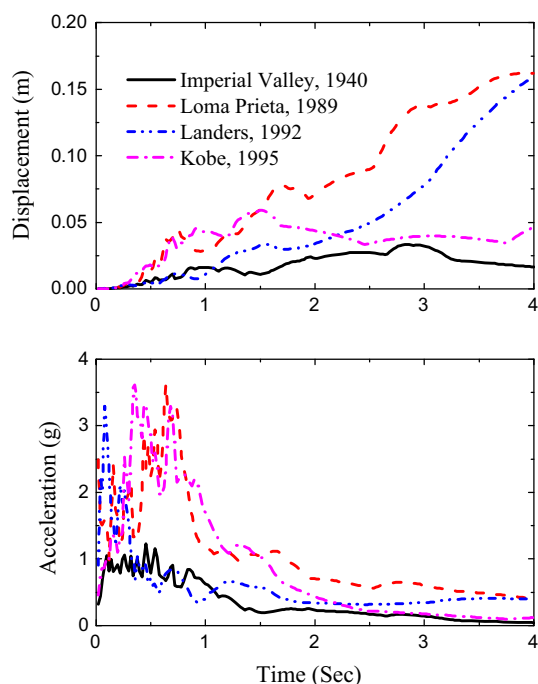 0.20
0.15
0.10
0.05
0.00
Displacement (m)
Imperial Valley, 1940
Loma Prieta, 1989
Landers, 1992
Kobe, 1995
0 1 2 3 4
4
3
2
1
0
Acceleration (g)
0 1 2 3 4
Time (Sec)